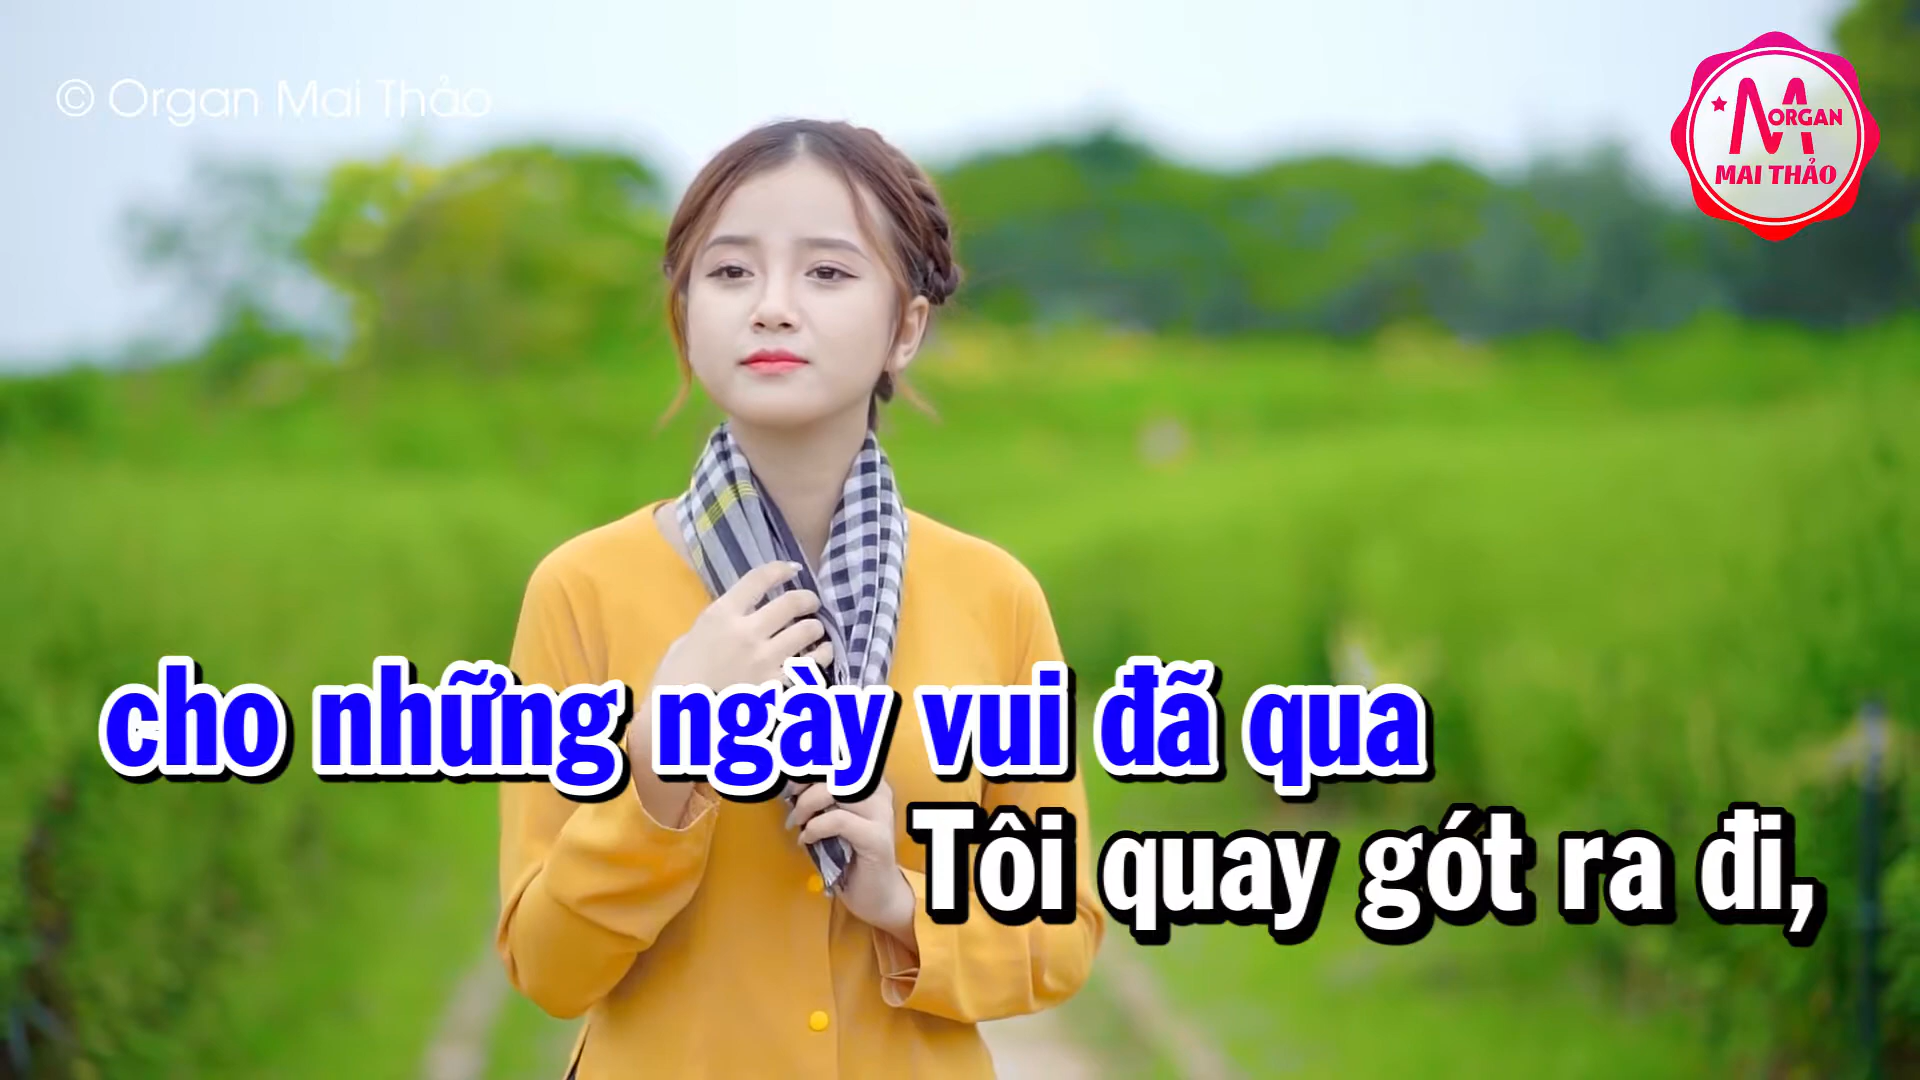 © Organ Mai Thảo
M ORGAN
MAI THẢO
cho những ngày vui đã qua
Tôi quay gót ra đi,